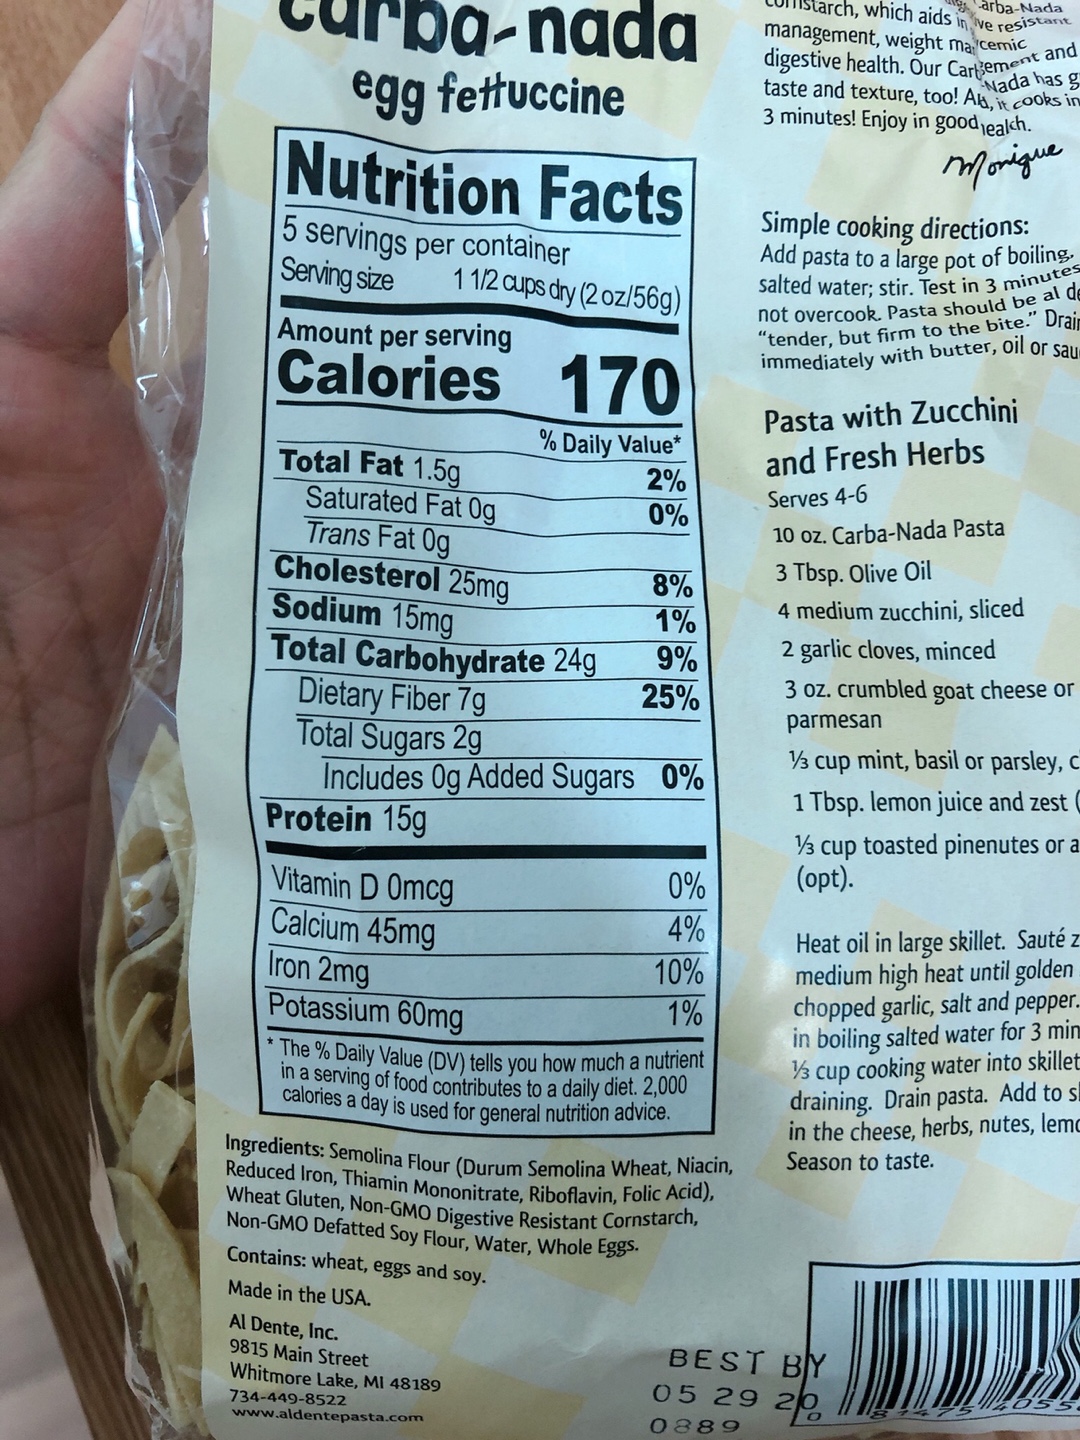 carba-nada
egg fettuccine
Nutrition Facts
5 servings per container
Serving size 1 1/2 cups dry (2 oz/56g)
Amount per serving
Calories 170
% Daily Value*
Total Fat 1.5g 2%
Saturated Fat 0g 0%
Trans Fat 0g
Cholesterol 25mg 8%
Sodium 15mg 1%
Total Carbohydrate 24g 9%
Dietary Fiber 7g 25%
Total Sugars 2g
Includes 0g Added Sugars 0%
Protein 15g
Vitamin D 0mcg 0%
Calcium 45mg 4%
Iron 2mg 10%
Potassium 60mg 1%
* The % Daily Value (DV) tells you how much a nutrient
in a serving of food contributes to a daily diet. 2,000
calories a day is used for general nutrition advice.
Ingredients: Semolina Flour (Durum Semolina Wheat, Niacin,
Reduced Iron, Thiamin Mononitrate, Riboflavin, Folic Acid),
Wheat Gluten, Non-GMO Digestive Resistant Cornstarch,
Non-GMO Defatted Soy Flour, Water, Whole Eggs.
Contains: wheat, eggs and soy.
Made in the USA.
Al Dente, Inc.
9815 Main Street
Whitmore Lake, MI 48189
734-449-8522
www.aldentepasta.com
arba-Nada
cornstarch, which aids in resistant
management, weight
digestive health. Our and
taste and texture, too! it cooks in
3 minutes! Enjoy in good
Monique
Simple cooking directions:
Add pasta to a large pot of boiling,
salted water; stir. Test in 3 minutes
not overcook. Pasta should be al
"tender, but firm to the bite." Drain
immediately with butter, oil or
Pasta with Zucchini
and Fresh Herbs
Serves 4-6
10 oz. Carba-Nada Pasta
3 Tbsp. Olive Oil
4 medium zucchini, sliced
2 garlic cloves, minced
3 oz. crumbled goat cheese or
parmesan
⅓ cup mint, basil or parsley, c
1 Tbsp. lemon juice and zest (
⅓ cup toasted pinenutes or a
(opt).
Heat oil in large skillet. Sauté z
medium high heat until golden
chopped garlic, salt and pepper.
in boiling salted water for 3 min
⅓ cup cooking water into skillet
draining. Drain pasta. Add to
in the cheese, herbs, nutes,
Season to taste.
BEST BY
05 29 20
0889